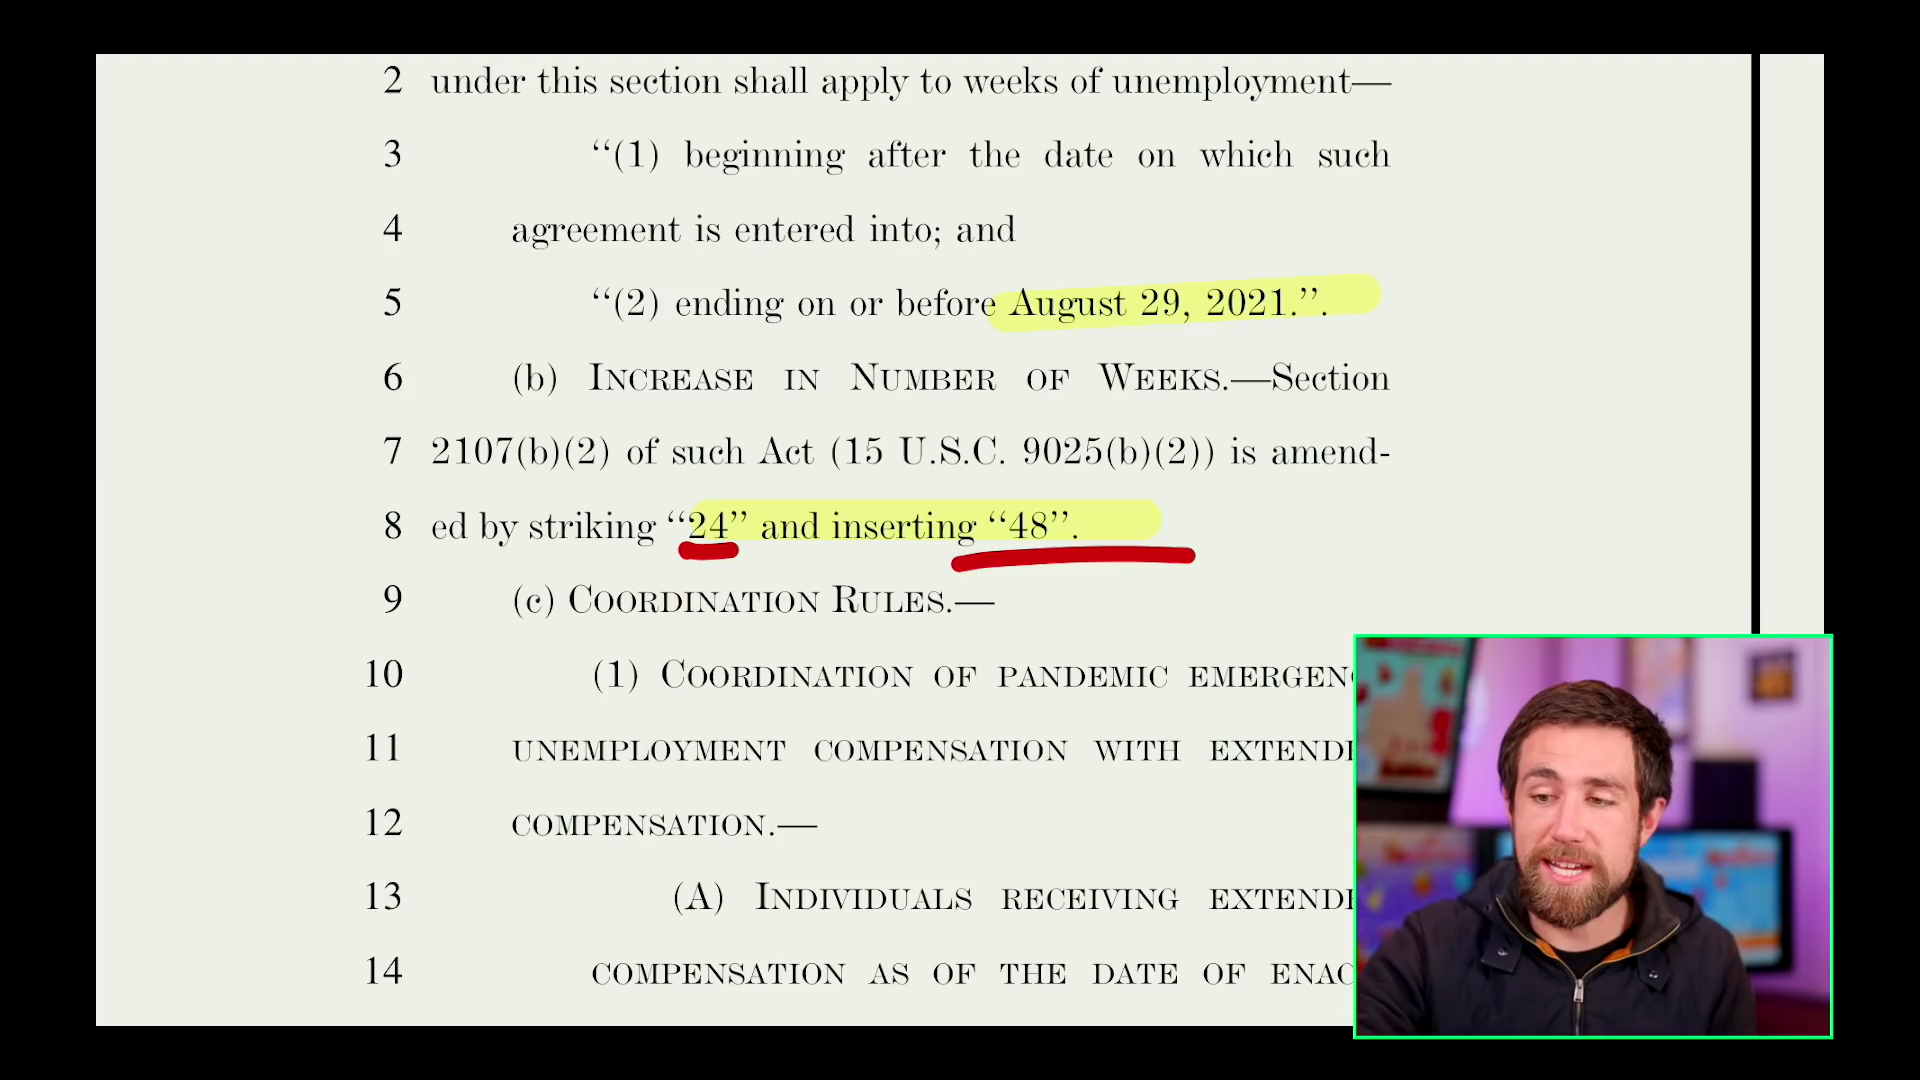 2 under this section shall apply to weeks of unemployment—
3 ‘‘(1) beginning after the date on which such
4 agreement is entered into; and
5 ‘‘(2) ending on or before August 29, 2021.’’.
6 (b) INCREASE IN NUMBER OF WEEKS.—Section
7 2107(b)(2) of such Act (15 U.S.C. 9025(b)(2)) is amend-
8 ed by striking ‘‘24’’ and inserting ‘‘48’’.
9 (c) COORDINATION RULES.—
10 (1) COORDINATION OF PANDEMIC EMERGENC
11 UNEMPLOYMENT COMPENSATION WITH EXTENDE
12 COMPENSATION.—
13 (A) INDIVIDUALS RECEIVING EXTENDE
14 COMPENSATION AS OF THE DATE OF ENAC